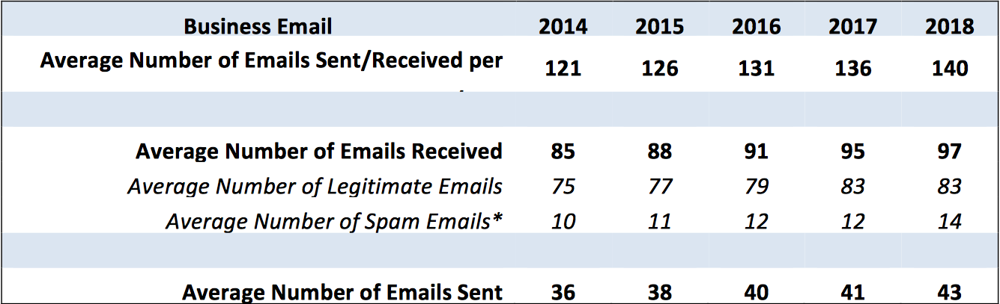 Business Email 2014 2015 2016 2017 2018
Average Number of Emails Sent/Received per 121 126 131 136 140
Average Number of Emails Received 85 88 91 95 97
Average Number of Legitimate Emails 75 77 79 83 83
Average Number of Spam Emails* 10 11 12 12 14
Average Number of Emails Sent 36 38 40 41 43